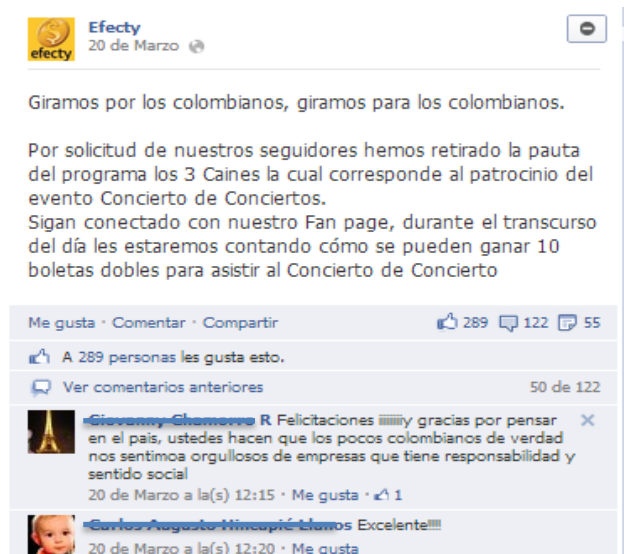 efecty
Efecty
20 de Marzo
Giramos por los colombianos, giramos para los colombianos.
Por solicitud de nuestros seguidores hemos retirado la pauta
del programa los 3 Caines la cual corresponde al patrocinio del
evento Concierto de Conciertos.
Sigan conectado con nuestro Fan page, durante el transcurso
del día les estaremos contando cómo se pueden ganar 10
boletas dobles para asistir al Concierto de Concierto
Me gusta · Comentar · Compartir 289 122 55
A 289 personas les gusta esto.
Ver comentarios anteriores 50 de 122
R Felicitaciones iiiiiiiy gracias por pensar
en el pais, ustedes hacen que los pocos colombianos de verdad
nos sentimoa orgullosos de empresas que tiene responsabilidad y
sentido social
20 de Marzo a la(s) 12:15 · Me gusta · 1
os Excelente!!!!
20 de Marzo a la(s) 12:20 · Me gusta